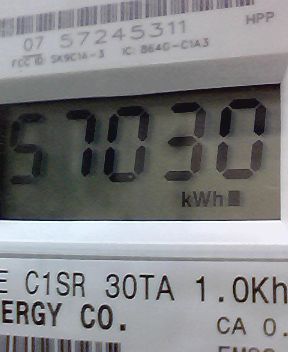 HPP
07 57245311
FCC ID: SK9C1A-3 IC: 864G-C1A3
57030
kWh
E C1SR 30TA 1.0Kh
ERGY CO.
CA 0.